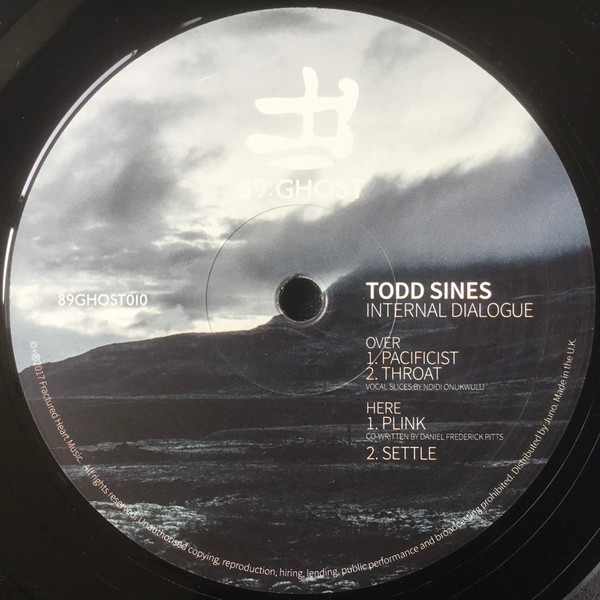 89:GHOST
89GHOST010
TODD SINES
INTERNAL DIALOGUE
OVER
1. PACIFICIST
2. THROAT
VOCAL SLICES BY NDIDI ONUKWULU
HERE
1. PLINK
CO-WRITTEN BY DANIEL FREDERICK PITTS
2. SETTLE
©+℗2017 Fractured Heart Music. All rights reserved. Unauthorised copying, reproduction, hiring, lending, public performance and broadcasting prohibited. Distributed by Juno. Made in the U.K.